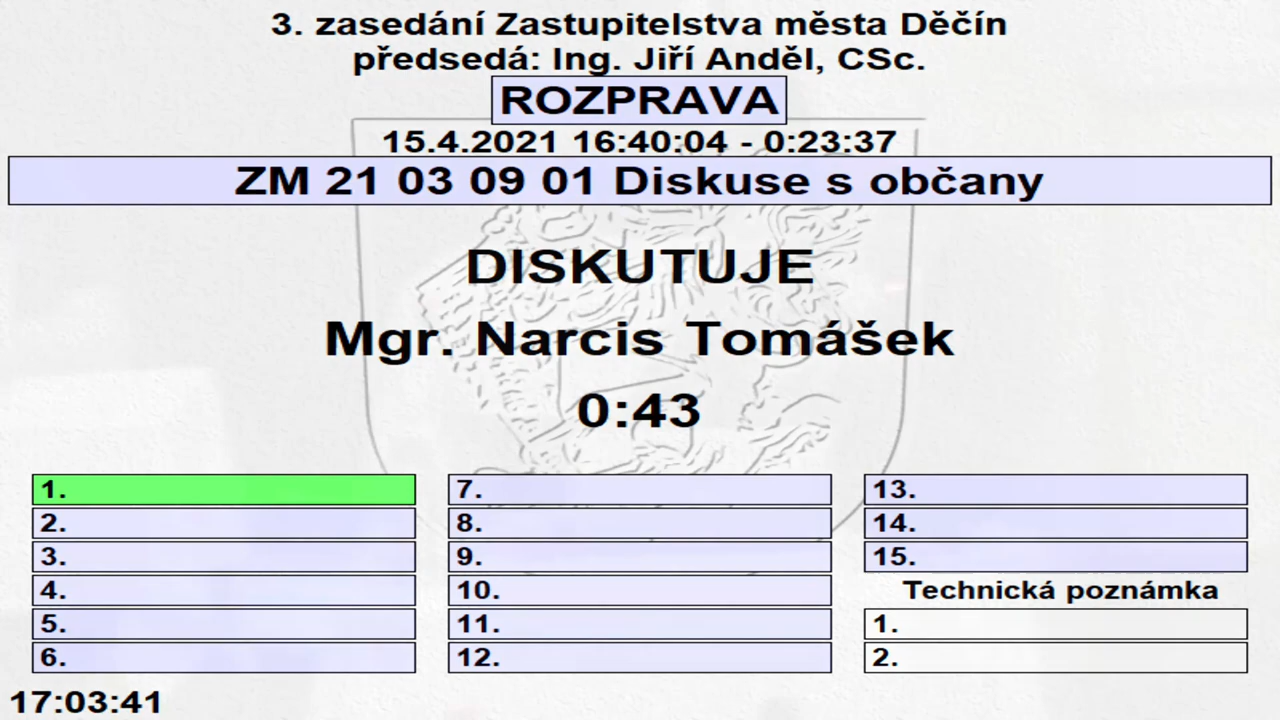 3. zasedání Zastupitelstva města Děčín
předsedá: Ing. Jiří Anděl, CSc.
ROZPRAVA
15.4.2021 16:40:04 - 0:23:37
ZM 21 03 09 01 Diskuse s občany
DISKUTUJE
Mgr. Narcis Tomášek
0:43
1.
2.
3.
4.
5.
6.
7.
8.
9.
10.
11.
12.
13.
14.
15.
Technická poznámka
1.
2.
17:03:41